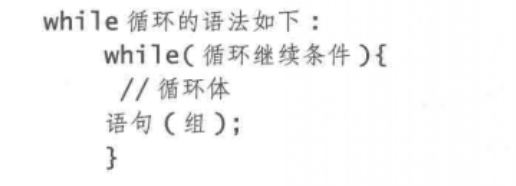 while 循环的语法如下：
while( 循环继续条件 ){
// 循环体
语句 ( 组 );
}